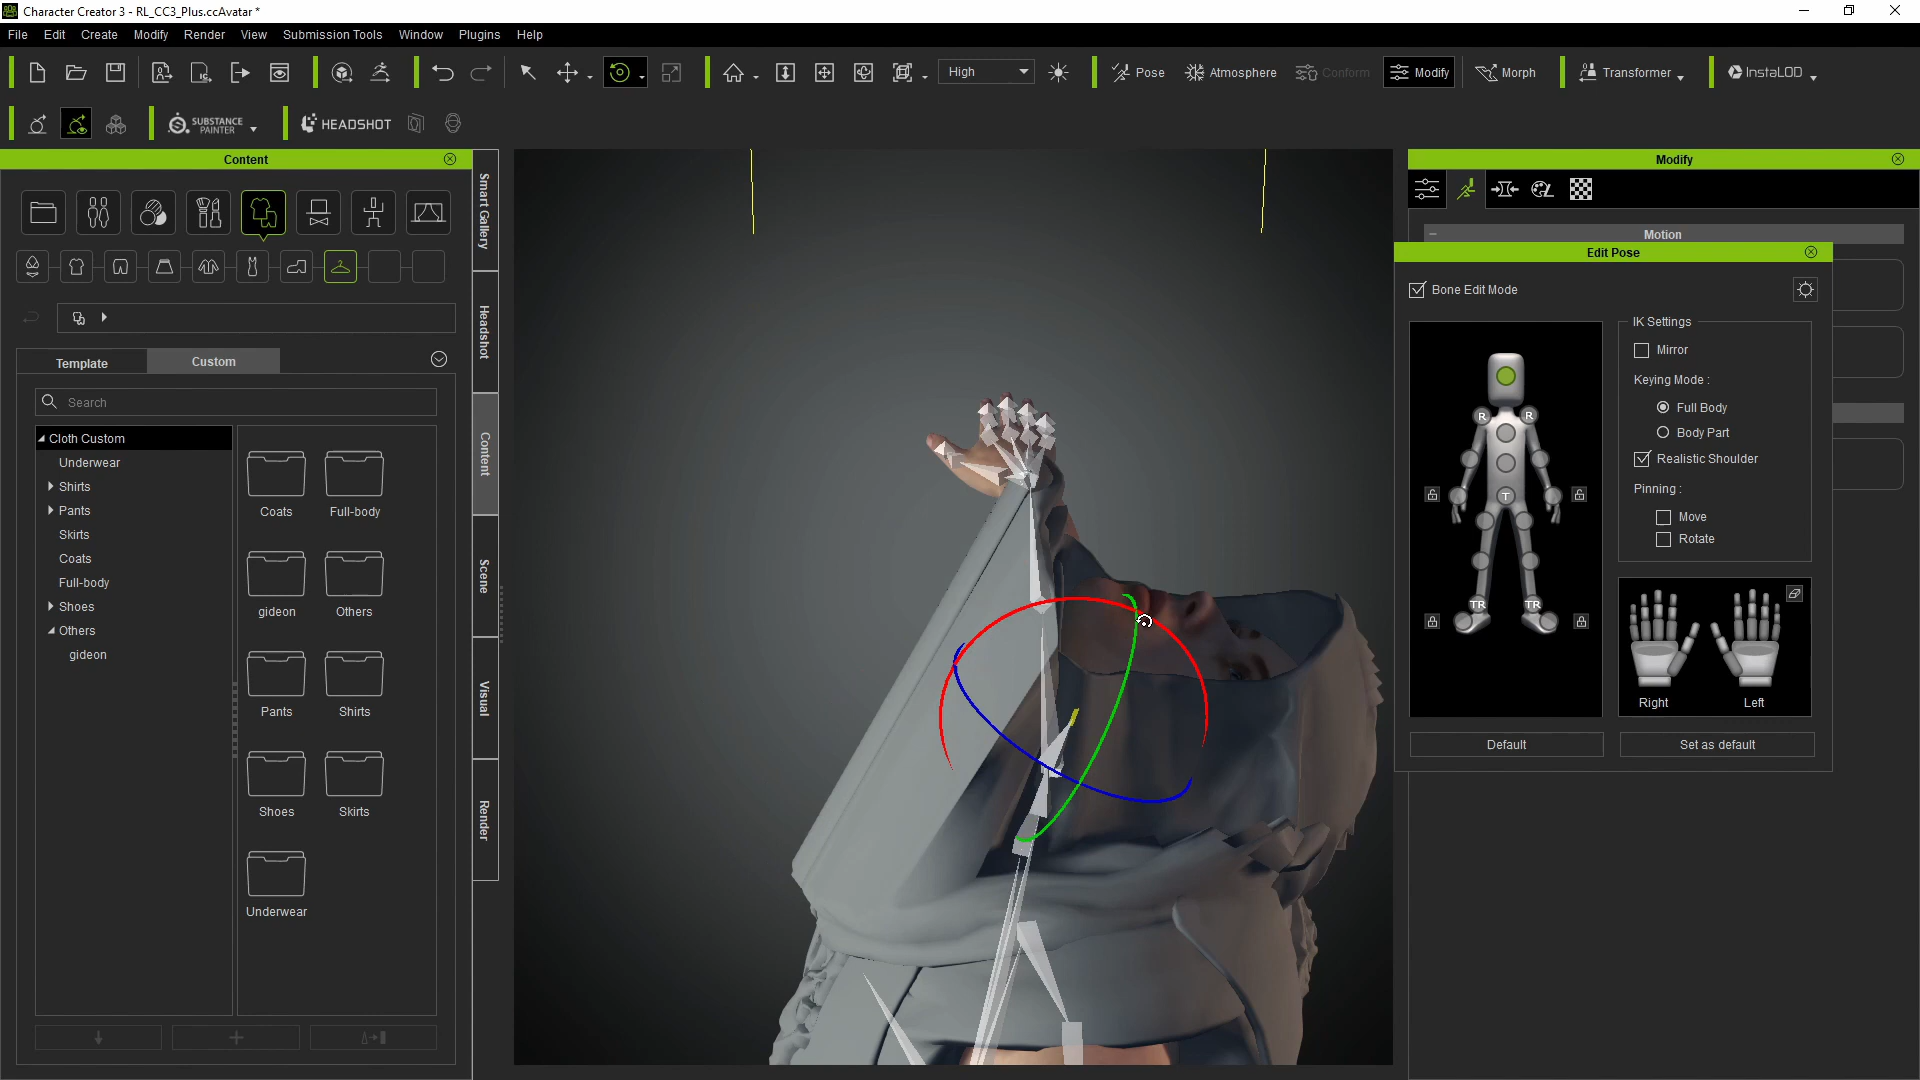 Character Creator 3 - RL_CC3_Plus.ccAvatar *
File Edit Create Modify Render View Submission Tools Window Plugins Help
High Pose Atmosphere Conform Modify Morph Transformer InstaLOD
SUBSTANCE PAINTER HEADSHOT
Content
Template Custom
Search
Cloth Custom
Underwear
Shirts
Pants
Skirts
Coats
Full-body
Shoes
Others
gideon
Coats Full-body
gideon Others
Pants Shirts
Shoes Skirts
Underwear
Smart Gallery
Headshot
Content
Scene
Visual
Render
Modify
Motion
Edit Pose
Bone Edit Mode
R R
T
TR TR
IK Settings
Mirror
Keying Mode :
Full Body
Body Part
Realistic Shoulder
Pinning :
Move
Rotate
Right Left
Default Set as default